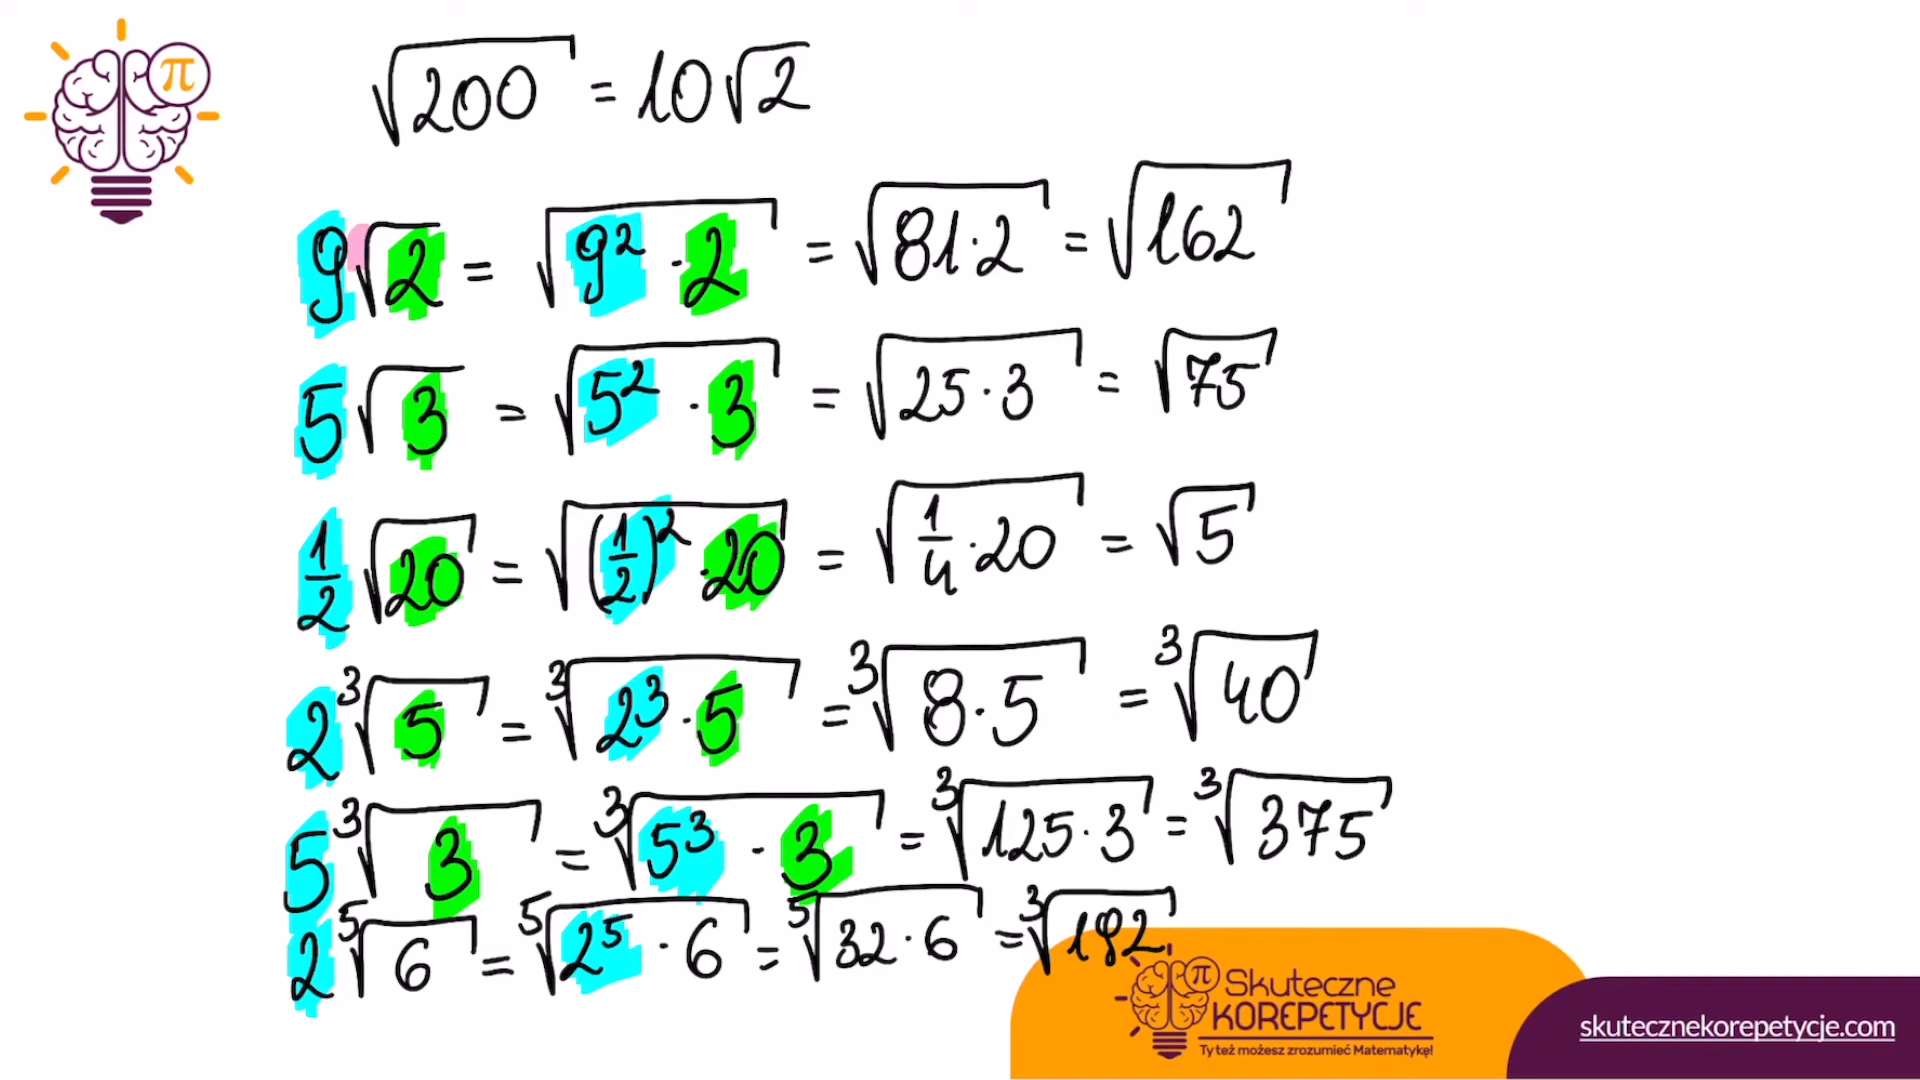 √200 = 10√2
9√2 = √(9² · 2) = √(81·2) = √162
5√3 = √(5² · 3) = √(25·3) = √75
½√20 = √((½)² · 20) = √(¼·20) = √5
2∛5 = ∛(2³ · 5) = ∛(8·5) = ∛40
5∛3 = ∛(5³ · 3) = ∛(125·3) = ∛375
2⁵√6 = ⁵√(2⁵ · 6) = ⁵√(32·6) = ∛192
π
π
Skuteczne
KOREPETYCJE
Ty też możesz zrozumieć Matematykę!
skutecznekorepetycje.com